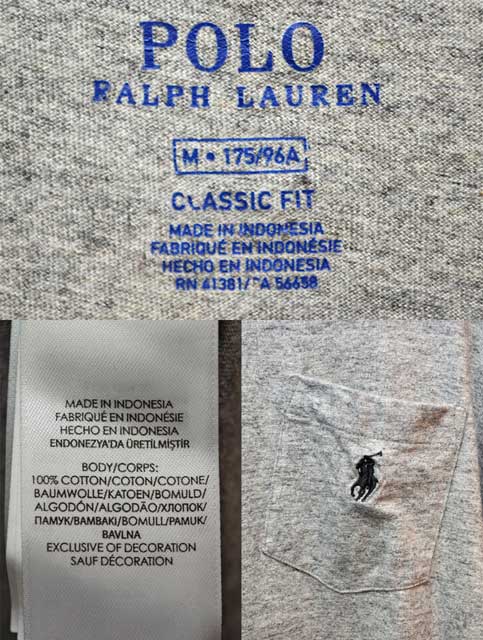 POLO
RALPH LAUREN
M • 175/96A
CLASSIC FIT
MADE IN INDONESIA
FABRIQUÉ EN INDONÉSIE
HECHO EN INDONESIA
RN 41381/CA 56658
MADE IN INDONESIA
FABRIQUÉ EN INDONÉSIE
HECHO EN INDONESIA
ENDONEZYA'DA ÜRETİLMİŞTİR
BODY/CORPS:
100% COTTON/COTON/COTONE/
BAUMWOLLE/KATOEN/BOMULD/
ALGODÓN/ALGODÃO/ХЛОПОК/
ПАМУК/ΒΑΜΒΑΚΙ/BOMULL/PAMUK/
BAVLNA
EXCLUSIVE OF DECORATION
SAUF DÉCORATION